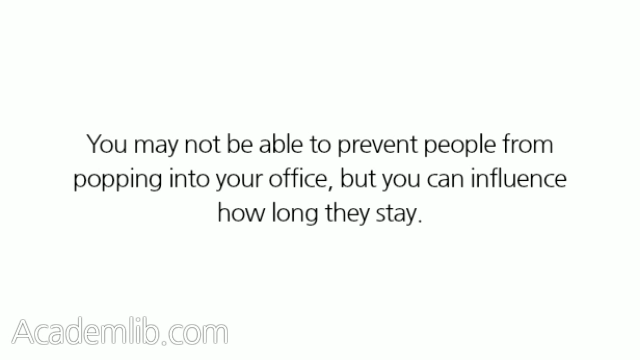 You may not be able to prevent people from
popping into your office, but you can influence
how long they stay.
Academlib.com